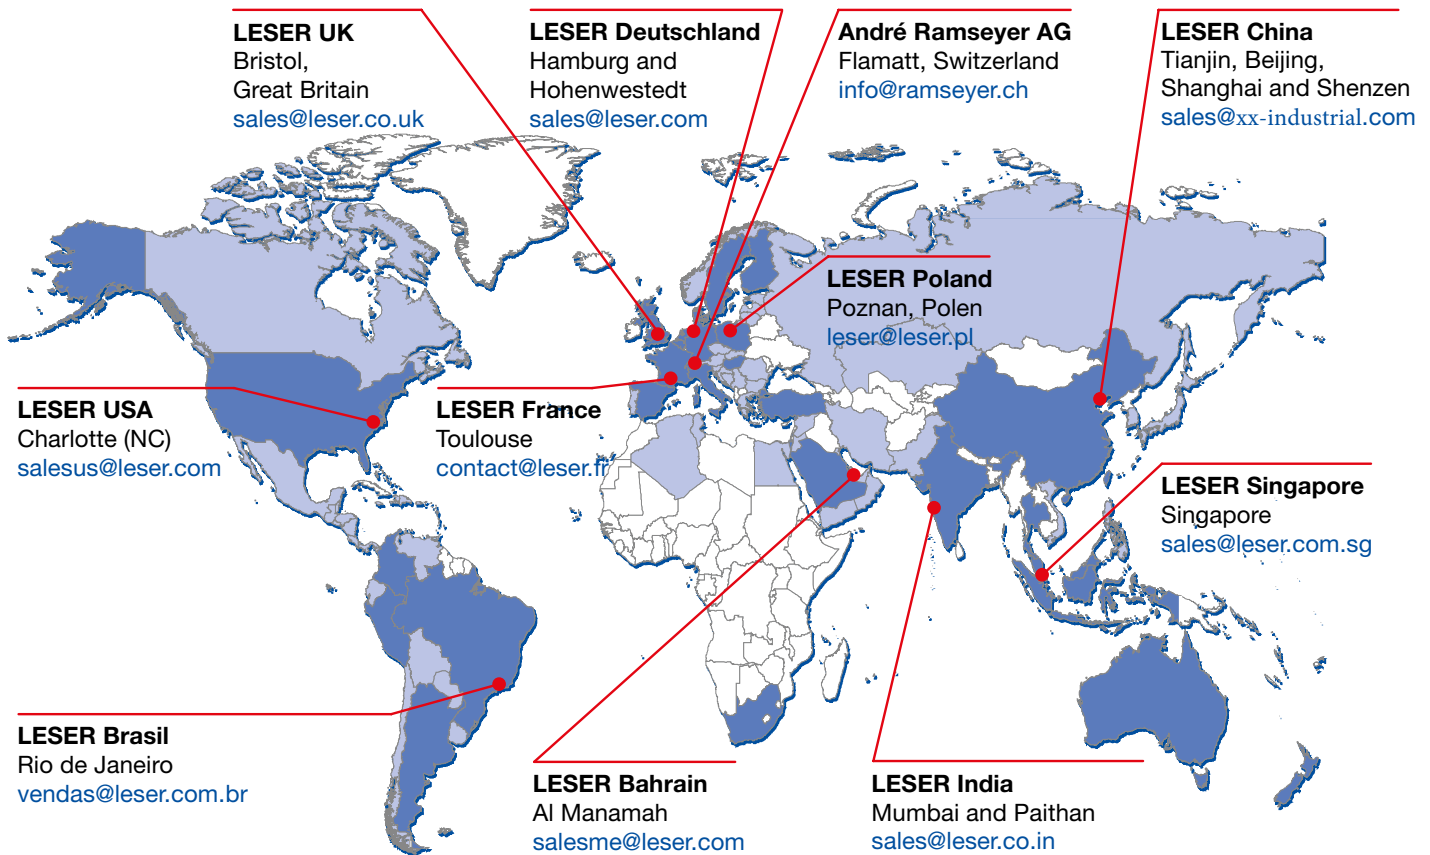 LESER UK
Bristol,
Great Britain
sales@leser.co.uk
LESER Deutschland
Hamburg and
Hohenwestedt
sales@leser.com
André Ramseyer AG
Flamatt, Switzerland
info@ramseyer.ch
LESER China
Tianjin, Beijing,
Shanghai and Shenzen
sales@xx-industrial.com
LESER Poland
Poznan, Polen
leser@leser.pl
LESER USA
Charlotte (NC)
salesus@leser.com
LESER France
Toulouse
contact@leser.fr
LESER Singapore
Singapore
sales@leser.com.sg
LESER Brasil
Rio de Janeiro
vendas@leser.com.br
LESER Bahrain
Al Manamah
salesme@leser.com
LESER India
Mumbai and Paithan
sales@leser.co.in